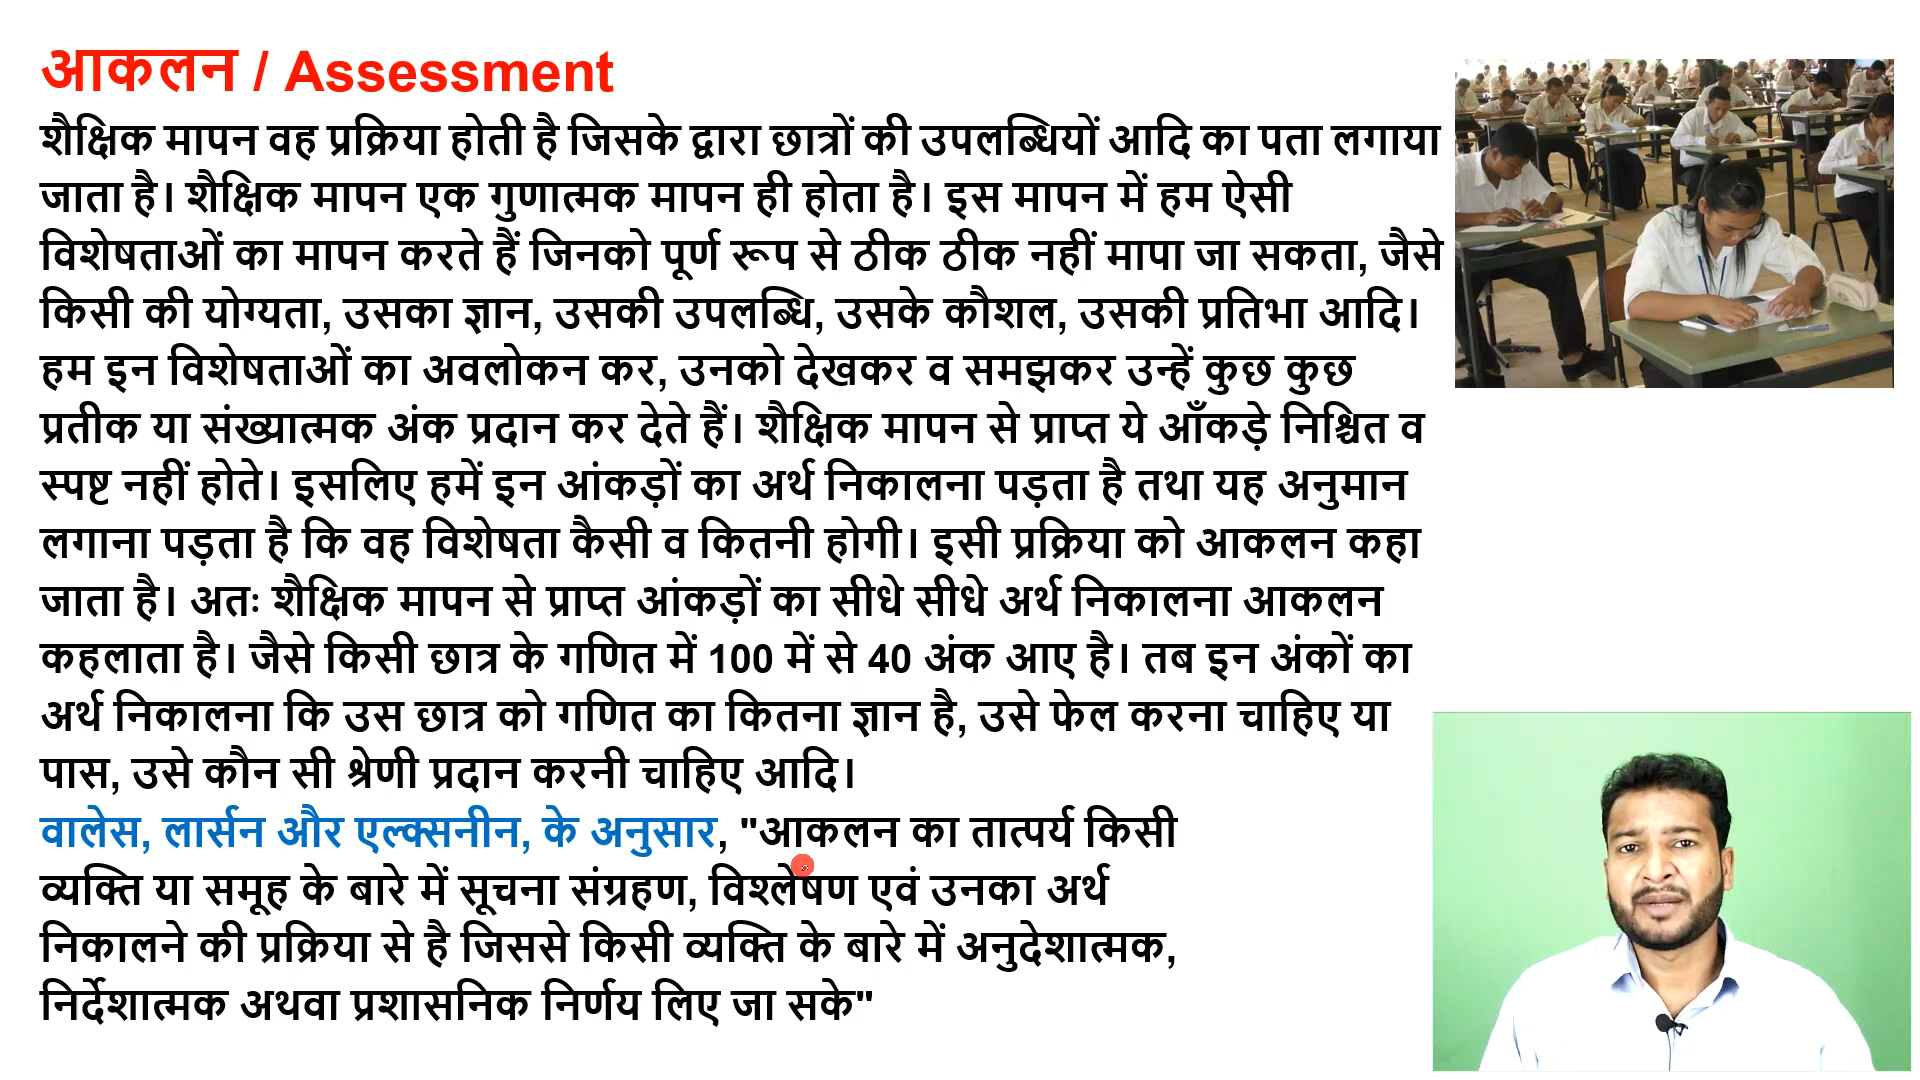 आकलन / Assessment
शैक्षिक मापन वह प्रक्रिया होती है जिसके द्वारा छात्रों की उपलब्धियों आदि का पता लगाया
जाता है। शैक्षिक मापन एक गुणात्मक मापन ही होता है। इस मापन में हम ऐसी
विशेषताओं का मापन करते हैं जिनको पूर्ण रूप से ठीक ठीक नहीं मापा जा सकता, जैसे
किसी की योग्यता, उसका ज्ञान, उसकी उपलब्धि, उसके कौशल, उसकी प्रतिभा आदि।
हम इन विशेषताओं का अवलोकन कर, उनको देखकर व समझकर उन्हें कुछ कुछ
प्रतीक या संख्यात्मक अंक प्रदान कर देते हैं। शैक्षिक मापन से प्राप्त ये आँकड़े निश्चित व
स्पष्ट नहीं होते। इसलिए हमें इन आंकड़ों का अर्थ निकालना पड़ता है तथा यह अनुमान
लगाना पड़ता है कि वह विशेषता कैसी व कितनी होगी। इसी प्रक्रिया को आकलन कहा
जाता है। अतः शैक्षिक मापन से प्राप्त आंकड़ों का सीधे सीधे अर्थ निकालना आकलन
कहलाता है। जैसे किसी छात्र के गणित में 100 में से 40 अंक आए है। तब इन अंकों का
अर्थ निकालना कि उस छात्र को गणित का कितना ज्ञान है, उसे फेल करना चाहिए या
पास, उसे कौन सी श्रेणी प्रदान करनी चाहिए आदि।
वालेस, लार्सन और एल्क्सनीन, के अनुसार, "आकलन का तात्पर्य किसी
व्यक्ति या समूह के बारे में सूचना संग्रहण, विश्लेषण एवं उनका अर्थ
निकालने की प्रक्रिया से है जिससे किसी व्यक्ति के बारे में अनुदेशात्मक,
निर्देशात्मक अथवा प्रशासनिक निर्णय लिए जा सके"